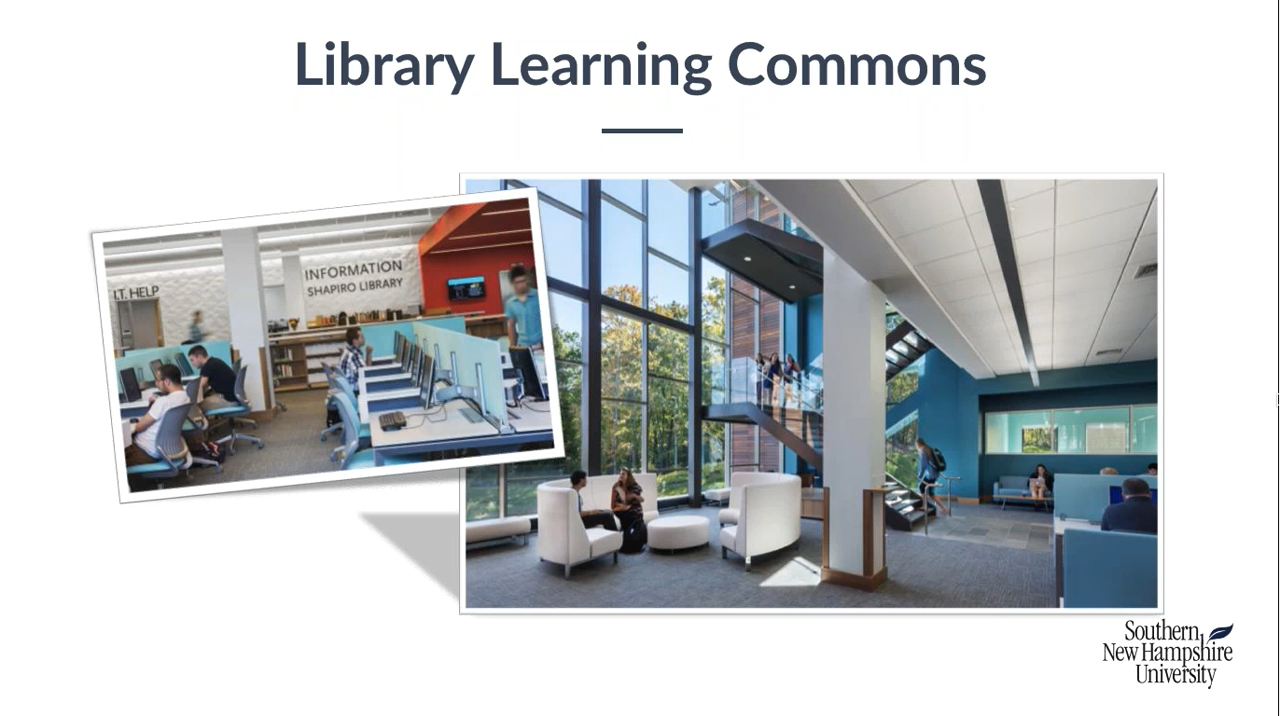 Library Learning Commons
I.T. HELP
INFORMATION
SHAPIRO LIBRARY
Southern
New Hampshire
University